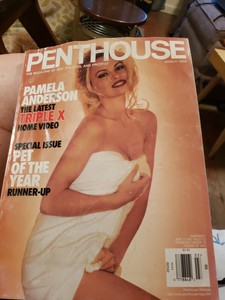 PENTHOUSE
PAMELA
ANDERSON
THE LATEST
TRIPLE X
HOME VIDEO
SPECIAL ISSUE
PET OF
THE YEAR
RUNNER-UP